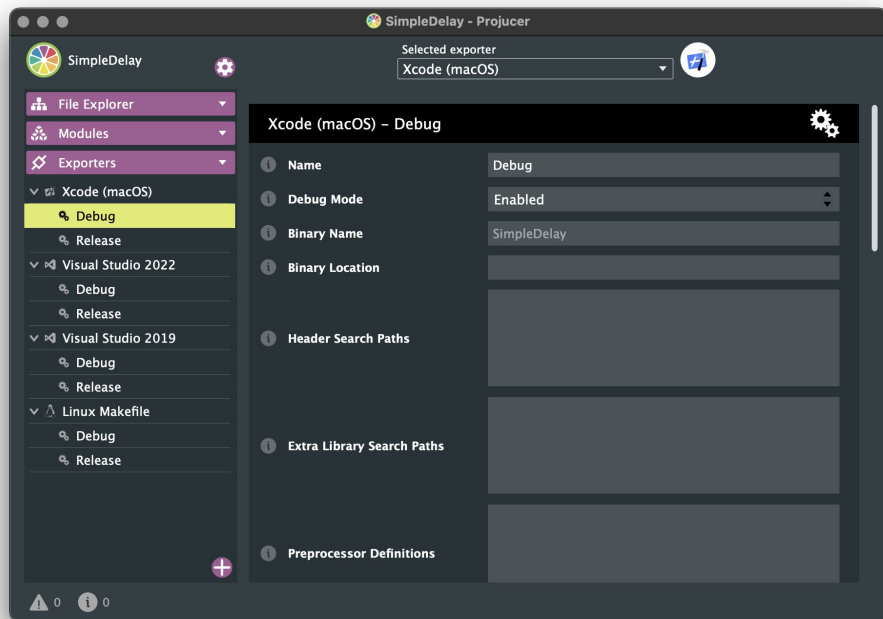 SimpleDelay - Projucer
SimpleDelay
Selected exporter
Xcode (macOS)
File Explorer
Modules
Exporters
Xcode (macOS)
Debug
Release
Visual Studio 2022
Debug
Release
Visual Studio 2019
Debug
Release
Linux Makefile
Debug
Release
Xcode (macOS) – Debug
Name Debug
Debug Mode Enabled
Binary Name SimpleDelay
Binary Location
Header Search Paths
Extra Library Search Paths
Preprocessor Definitions
0 0